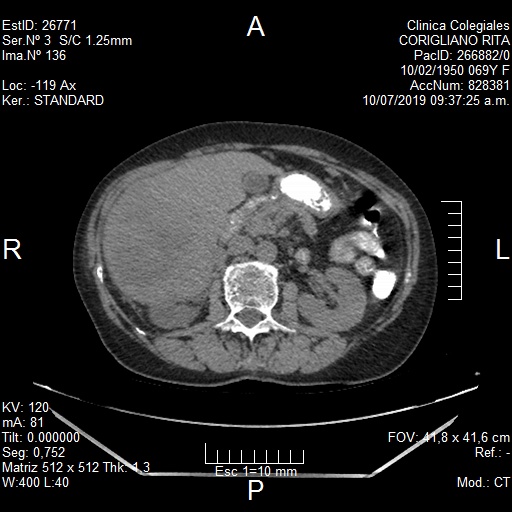 EstID: 26771
Ser.Nº 3 S/C 1.25mm
Ima.Nº 136
Loc: -119 Ax
Ker.: STANDARD
A
Clinica Colegiales
CORIGLIANO RITA
PacID: 266882/0
10/02/1950 069Y F
AccNum: 828381
10/07/2019 09:37:25 a.m.
R
L
KV: 120
mA: 81
Tilt: 0.000000
Seg: 0,752
Matriz 512 x 512 Thk: 1.3
W:400 L:40
Esc 1=10 mm
P
FOV: 41,8 x 41,6 cm
Ref.: -
Mod.: CT